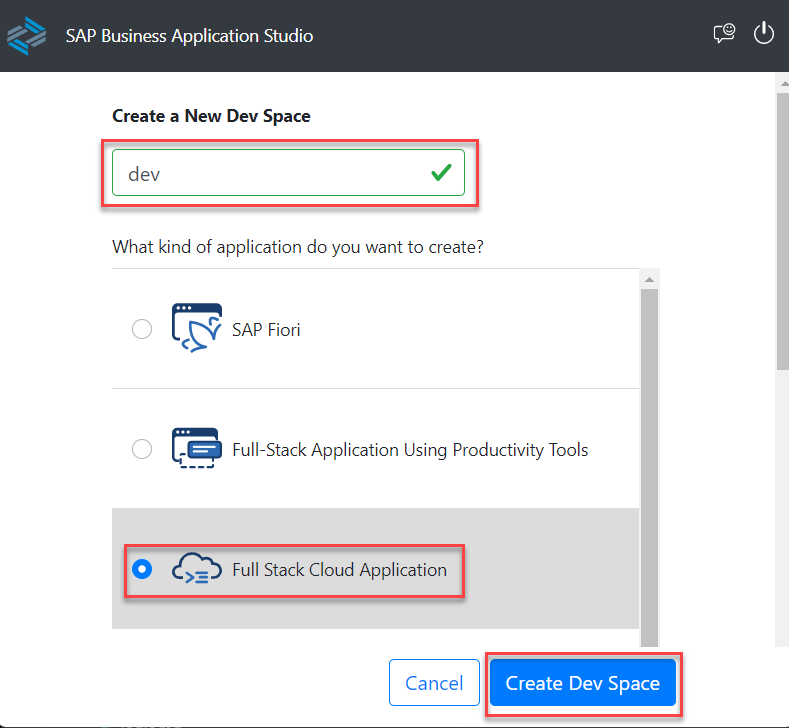 SAP Business Application Studio
Create a New Dev Space
dev
What kind of application do you want to create?
SAP Fiori
Full-Stack Application Using Productivity Tools
Full Stack Cloud Application
Cancel
Create Dev Space